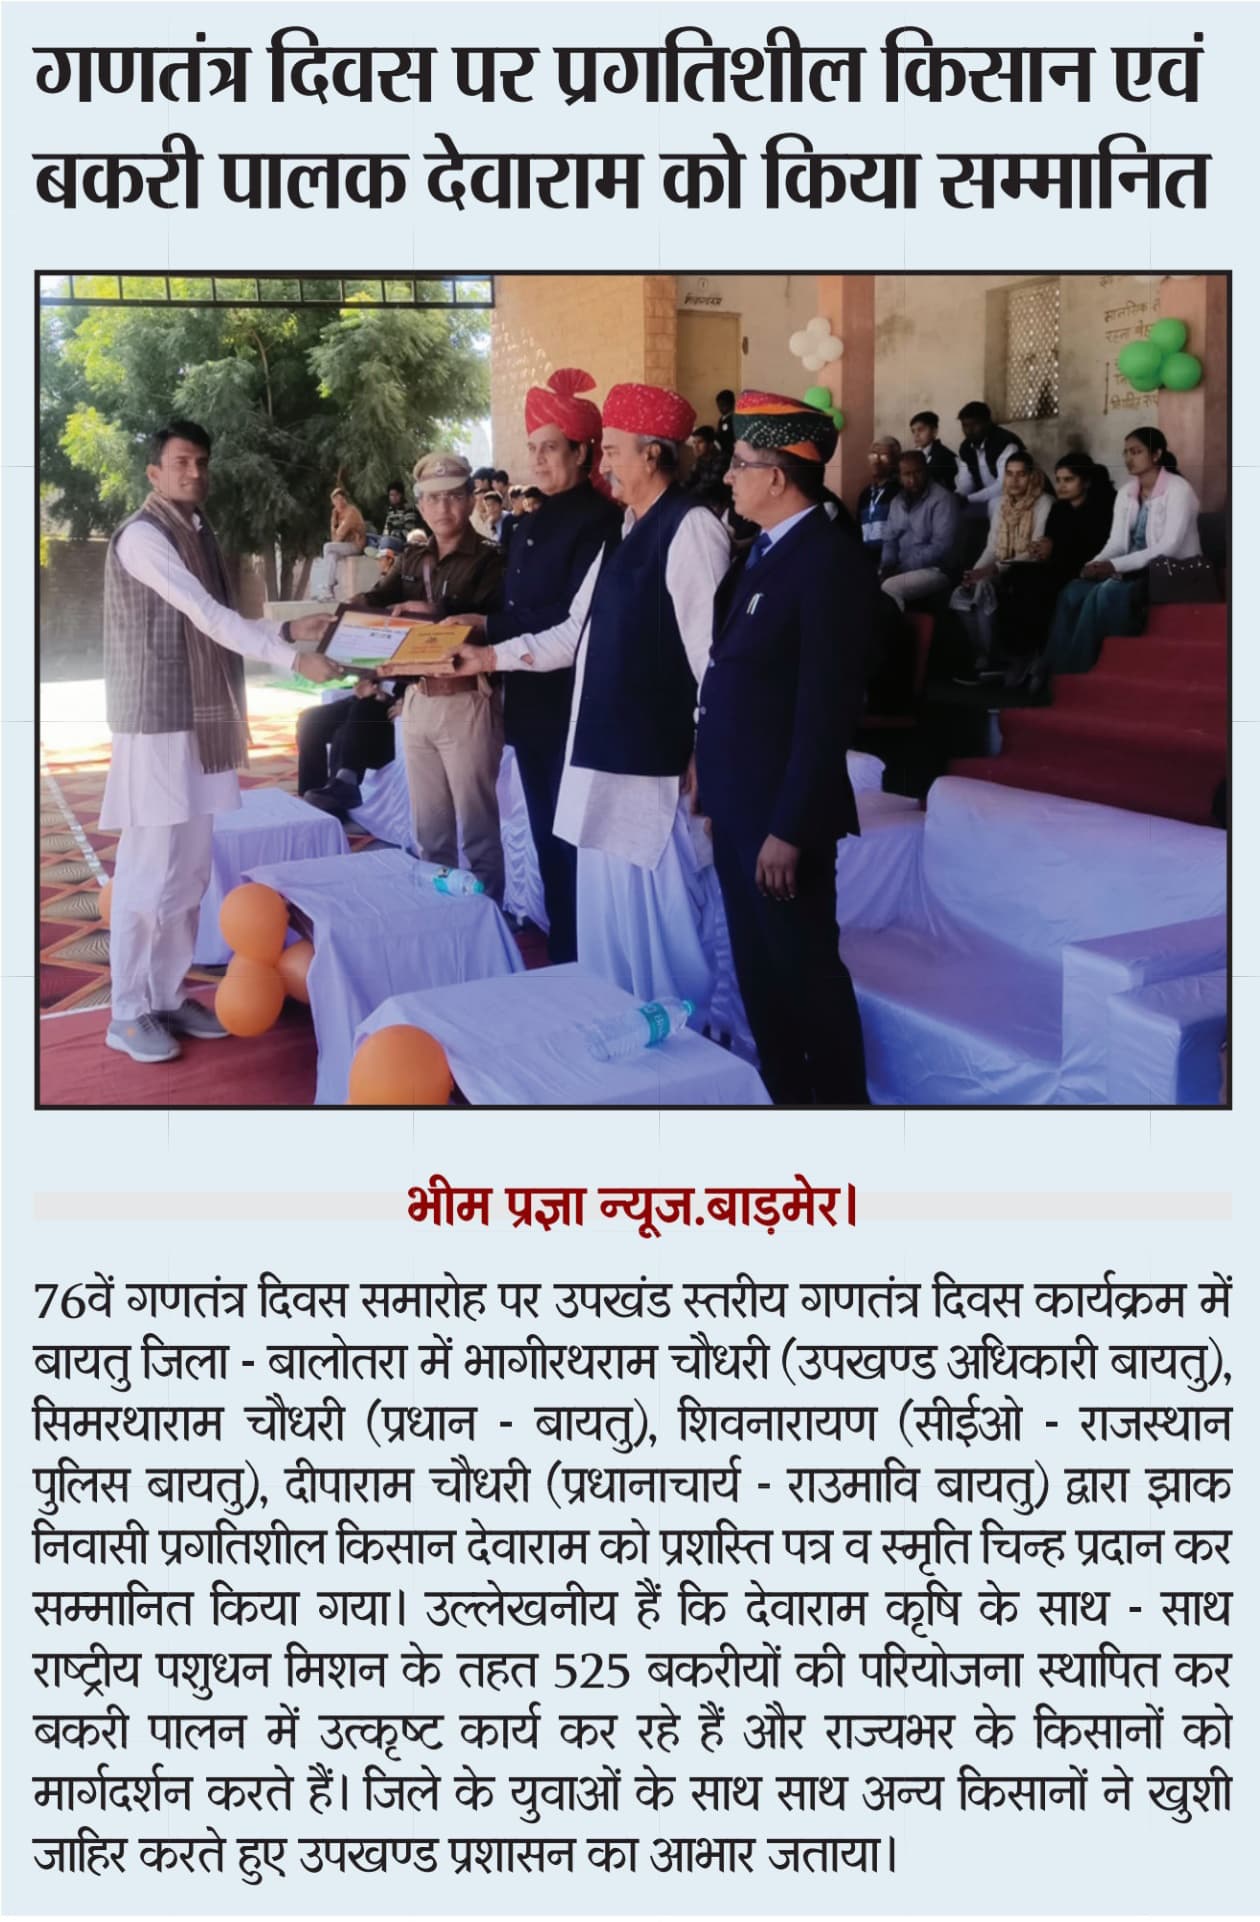 गणतंत्र दिवस पर प्रगतिशील किसान एवं
बकरी पालक देवाराम को किया सम्मानित
भीम प्रज्ञा न्यूज.बाड़मेर।
76वें गणतंत्र दिवस समारोह पर उपखंड स्तरीय गणतंत्र दिवस कार्यक्रम में
बायतु जिला - बालोतरा में भागीरथराम चौधरी (उपखण्ड अधिकारी बायतु),
सिमरथाराम चौधरी (प्रधान - बायतु), शिवनारायण (सीईओ - राजस्थान
पुलिस बायतु), दीपाराम चौधरी (प्रधानाचार्य - राउमावि बायतु) द्वारा झाक
निवासी प्रगतिशील किसान देवाराम को प्रशस्ति पत्र व स्मृति चिन्ह प्रदान कर
सम्मानित किया गया। उल्लेखनीय हैं कि देवाराम कृषि के साथ - साथ
राष्ट्रीय पशुधन मिशन के तहत 525 बकरीयों की परियोजना स्थापित कर
बकरी पालन में उत्कृष्ट कार्य कर रहे हैं और राज्यभर के किसानों को
मार्गदर्शन करते हैं। जिले के युवाओं के साथ साथ अन्य किसानों ने खुशी
जाहिर करते हुए उपखण्ड प्रशासन का आभार जताया।